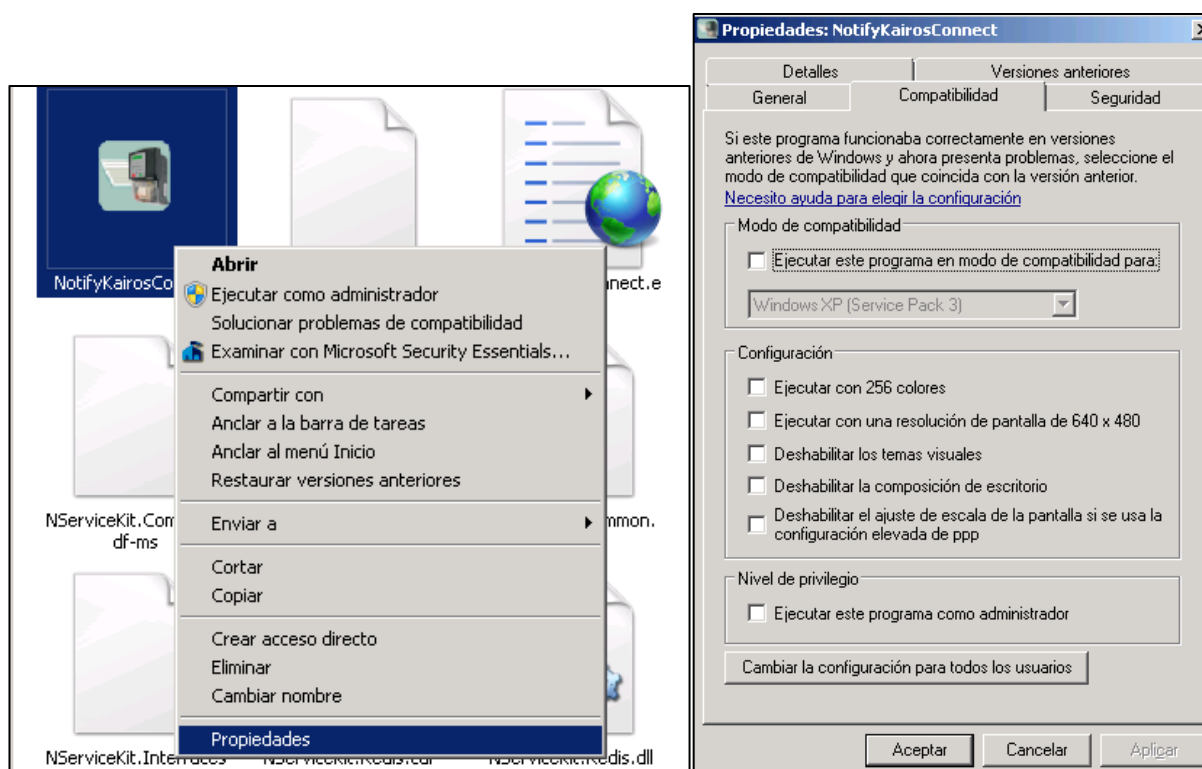 NotifyKairosCo
nnect.e
Abrir
Ejecutar como administrador
Solucionar problemas de compatibilidad
Examinar con Microsoft Security Essentials...
Compartir con
Anclar a la barra de tareas
Anclar al menú Inicio
Restaurar versiones anteriores
Enviar a
Cortar
Copiar
Crear acceso directo
Eliminar
Cambiar nombre
Propiedades
NServiceKit.Com
df-ms
mmon.
NServiceKit.Interfaces
NServiceKit.Redis.cdf
NServiceKit.Redis.dll
Propiedades: NotifyKairosConnect
Detalles
Versiones anteriores
General
Compatibilidad
Seguridad
Si este programa funcionaba correctamente en versiones
anteriores de Windows y ahora presenta problemas, seleccione el
modo de compatibilidad que coincida con la versión anterior.
Necesito ayuda para elegir la configuración
Modo de compatibilidad
Ejecutar este programa en modo de compatibilidad para:
Windows XP (Service Pack 3)
Configuración
Ejecutar con 256 colores
Ejecutar con una resolución de pantalla de 640 x 480
Deshabilitar los temas visuales
Deshabilitar la composición de escritorio
Deshabilitar el ajuste de escala de la pantalla si se usa la
configuración elevada de ppp
Nivel de privilegio
Ejecutar este programa como administrador
Cambiar la configuración para todos los usuarios
Aceptar
Cancelar
Aplicar